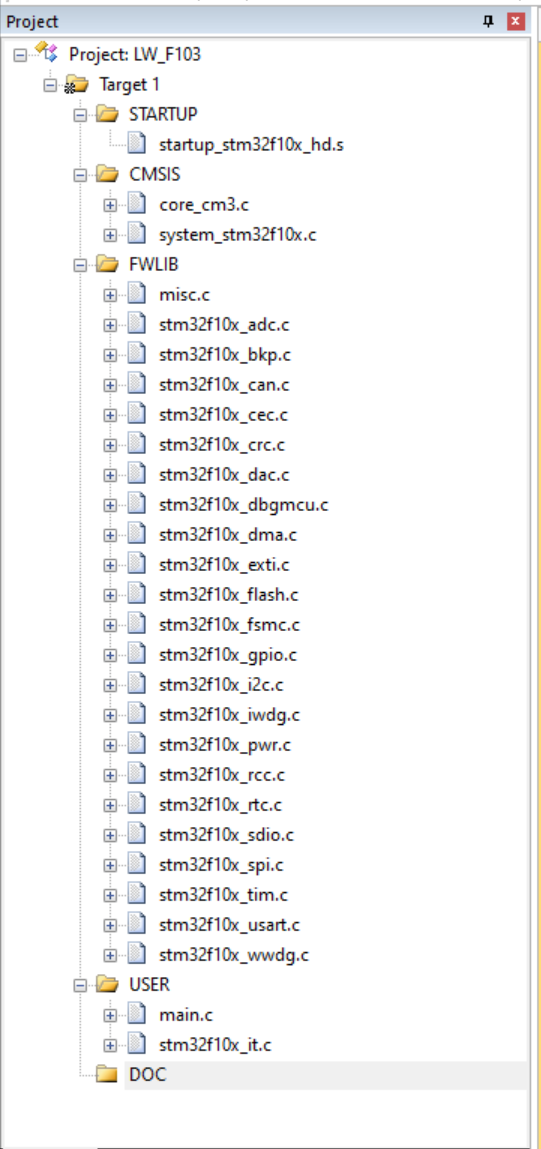 Project
Project: LW_F103
Target 1
STARTUP
startup_stm32f10x_hd.s
CMSIS
core_cm3.c
system_stm32f10x.c
FWLIB
misc.c
stm32f10x_adc.c
stm32f10x_bkp.c
stm32f10x_can.c
stm32f10x_cec.c
stm32f10x_crc.c
stm32f10x_dac.c
stm32f10x_dbgmcu.c
stm32f10x_dma.c
stm32f10x_exti.c
stm32f10x_flash.c
stm32f10x_fsmc.c
stm32f10x_gpio.c
stm32f10x_i2c.c
stm32f10x_iwdg.c
stm32f10x_pwr.c
stm32f10x_rcc.c
stm32f10x_rtc.c
stm32f10x_sdio.c
stm32f10x_spi.c
stm32f10x_tim.c
stm32f10x_usart.c
stm32f10x_wwdg.c
USER
main.c
stm32f10x_it.c
DOC